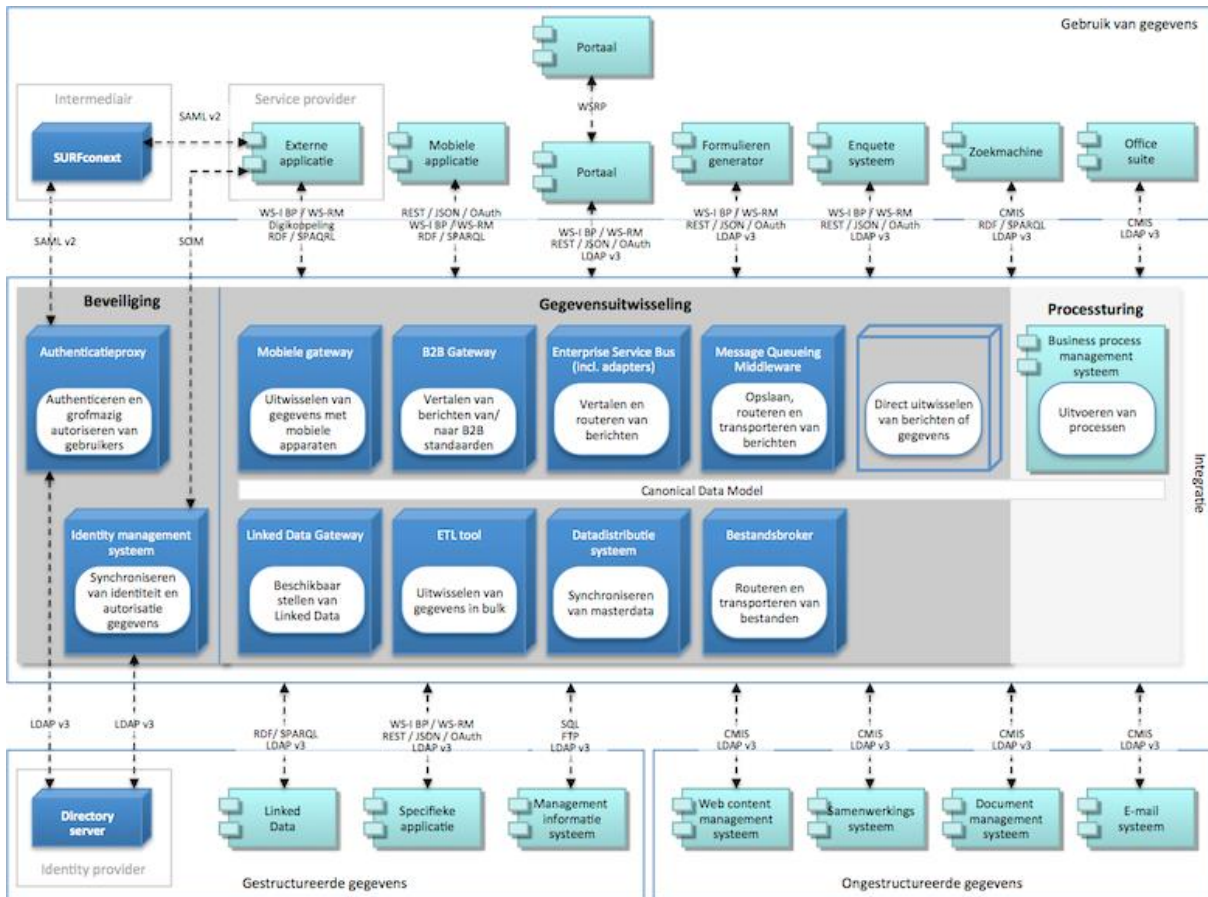 Gebruik van gegevens
Portaal
WSRP
Intermediair
Service provider
SAML v2
SURFconext
Externe
applicatie
Mobiele
applicatie
Portaal
Formulieren
generator
Enquete
systeem
Zoekmachine
Office
suite
SAML v2
SCIM
WS-I BP / WS-RM
Digikoppeling
RDF / SPAQRL
REST / JSON / OAuth
WS-I BP / WS-RM
RDF / SPARQL
WS-I BP / WS-RM
REST / JSON / OAuth
LDAP v3
WS-I BP / WS-RM
REST / JSON / OAuth
LDAP v3
WS-I BP / WS-RM
REST / JSON / OAuth
LDAP v3
CMIS
RDF / SPARQL
LDAP v3
CMIS
LDAP v3
Beveiliging
Gegevensuitwisseling
Processturing
Integratie
Authenticatieproxy
Authenticeren en
grofmazig
autoriseren van
gebruikers
Mobiele gateway
Uitwisselen van
gegevens met
mobiele
apparaten
B2B Gateway
Vertalen van
berichten van/
naar B2B
standaarden
Enterprise Service Bus
(incl. adapters)
Vertalen en
routeren van
berichten
Message Queueing
Middleware
Opslaan,
routeren en
transporteren van
berichten
Direct uitwisselen
van berichten of
gegevens
Business process
management
systeem
Uitvoeren van
processen
Canonical Data Model
Identity management
systeem
Synchroniseren
van identiteit en
autorisatie
gegevens
Linked Data Gateway
Beschikbaar
stellen van
Linked Data
ETL tool
Uitwisselen van
gegevens in bulk
Datadistributie
systeem
Synchroniseren
van masterdata
Bestandsbroker
Routeren en
transporteren van
bestanden
LDAP v3
LDAP v3
RDF/ SPARQL
LDAP v3
WS-I BP / WS-RM
REST / JSON / OAuth
LDAP v3
SQL
FTP
LDAP v3
CMIS
LDAP v3
CMIS
LDAP v3
CMIS
LDAP v3
CMIS
LDAP v3
Directory
server
Identity provider
Linked
Data
Specifieke
applicatie
Management
informatie
systeem
Web content
management
systeem
Samenwerkings
systeem
Document
management
systeem
E-mail
systeem
Gestructureerde gegevens
Ongestructureerde gegevens